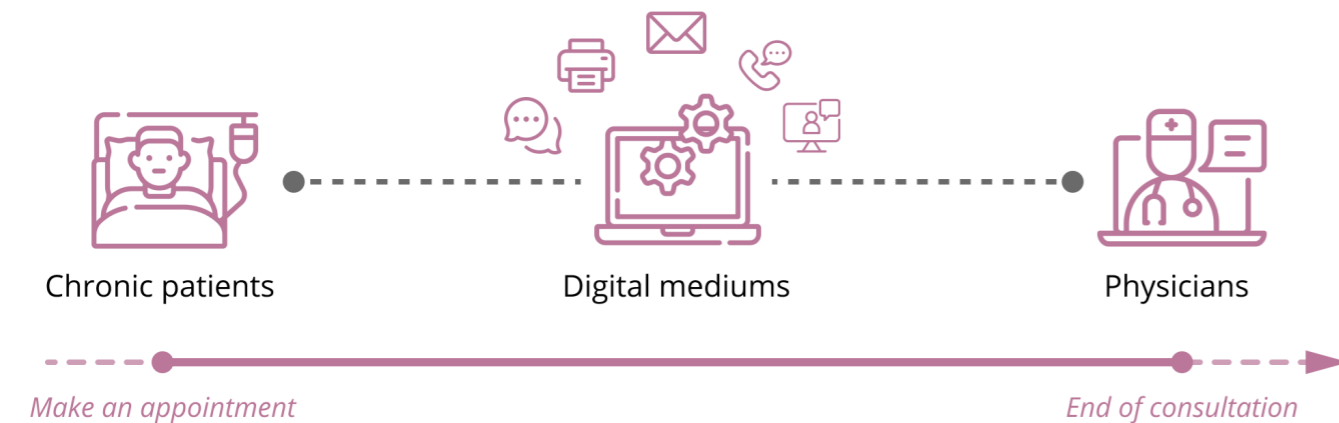 Chronic patients
Digital mediums
Physicians
Make an appointment
End of consultation